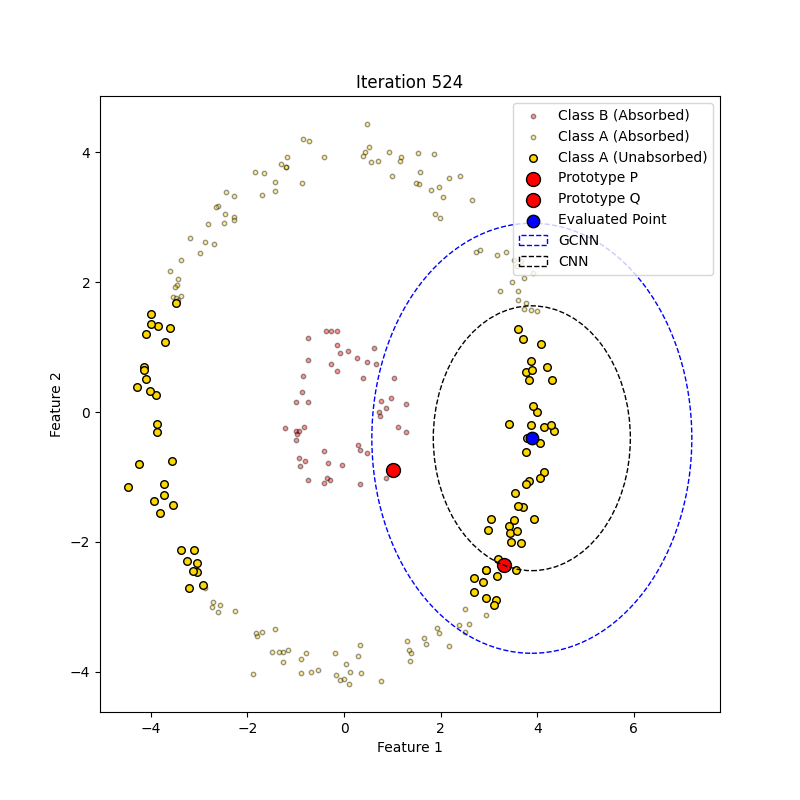 Iteration 524
Class B (Absorbed)
Class A (Absorbed)
Class A (Unabsorbed)
Prototype P
Prototype Q
Evaluated Point
GCNN
CNN
Feature 2
4
2
0
−2
−4
−4
−2
0
2
4
6
Feature 1